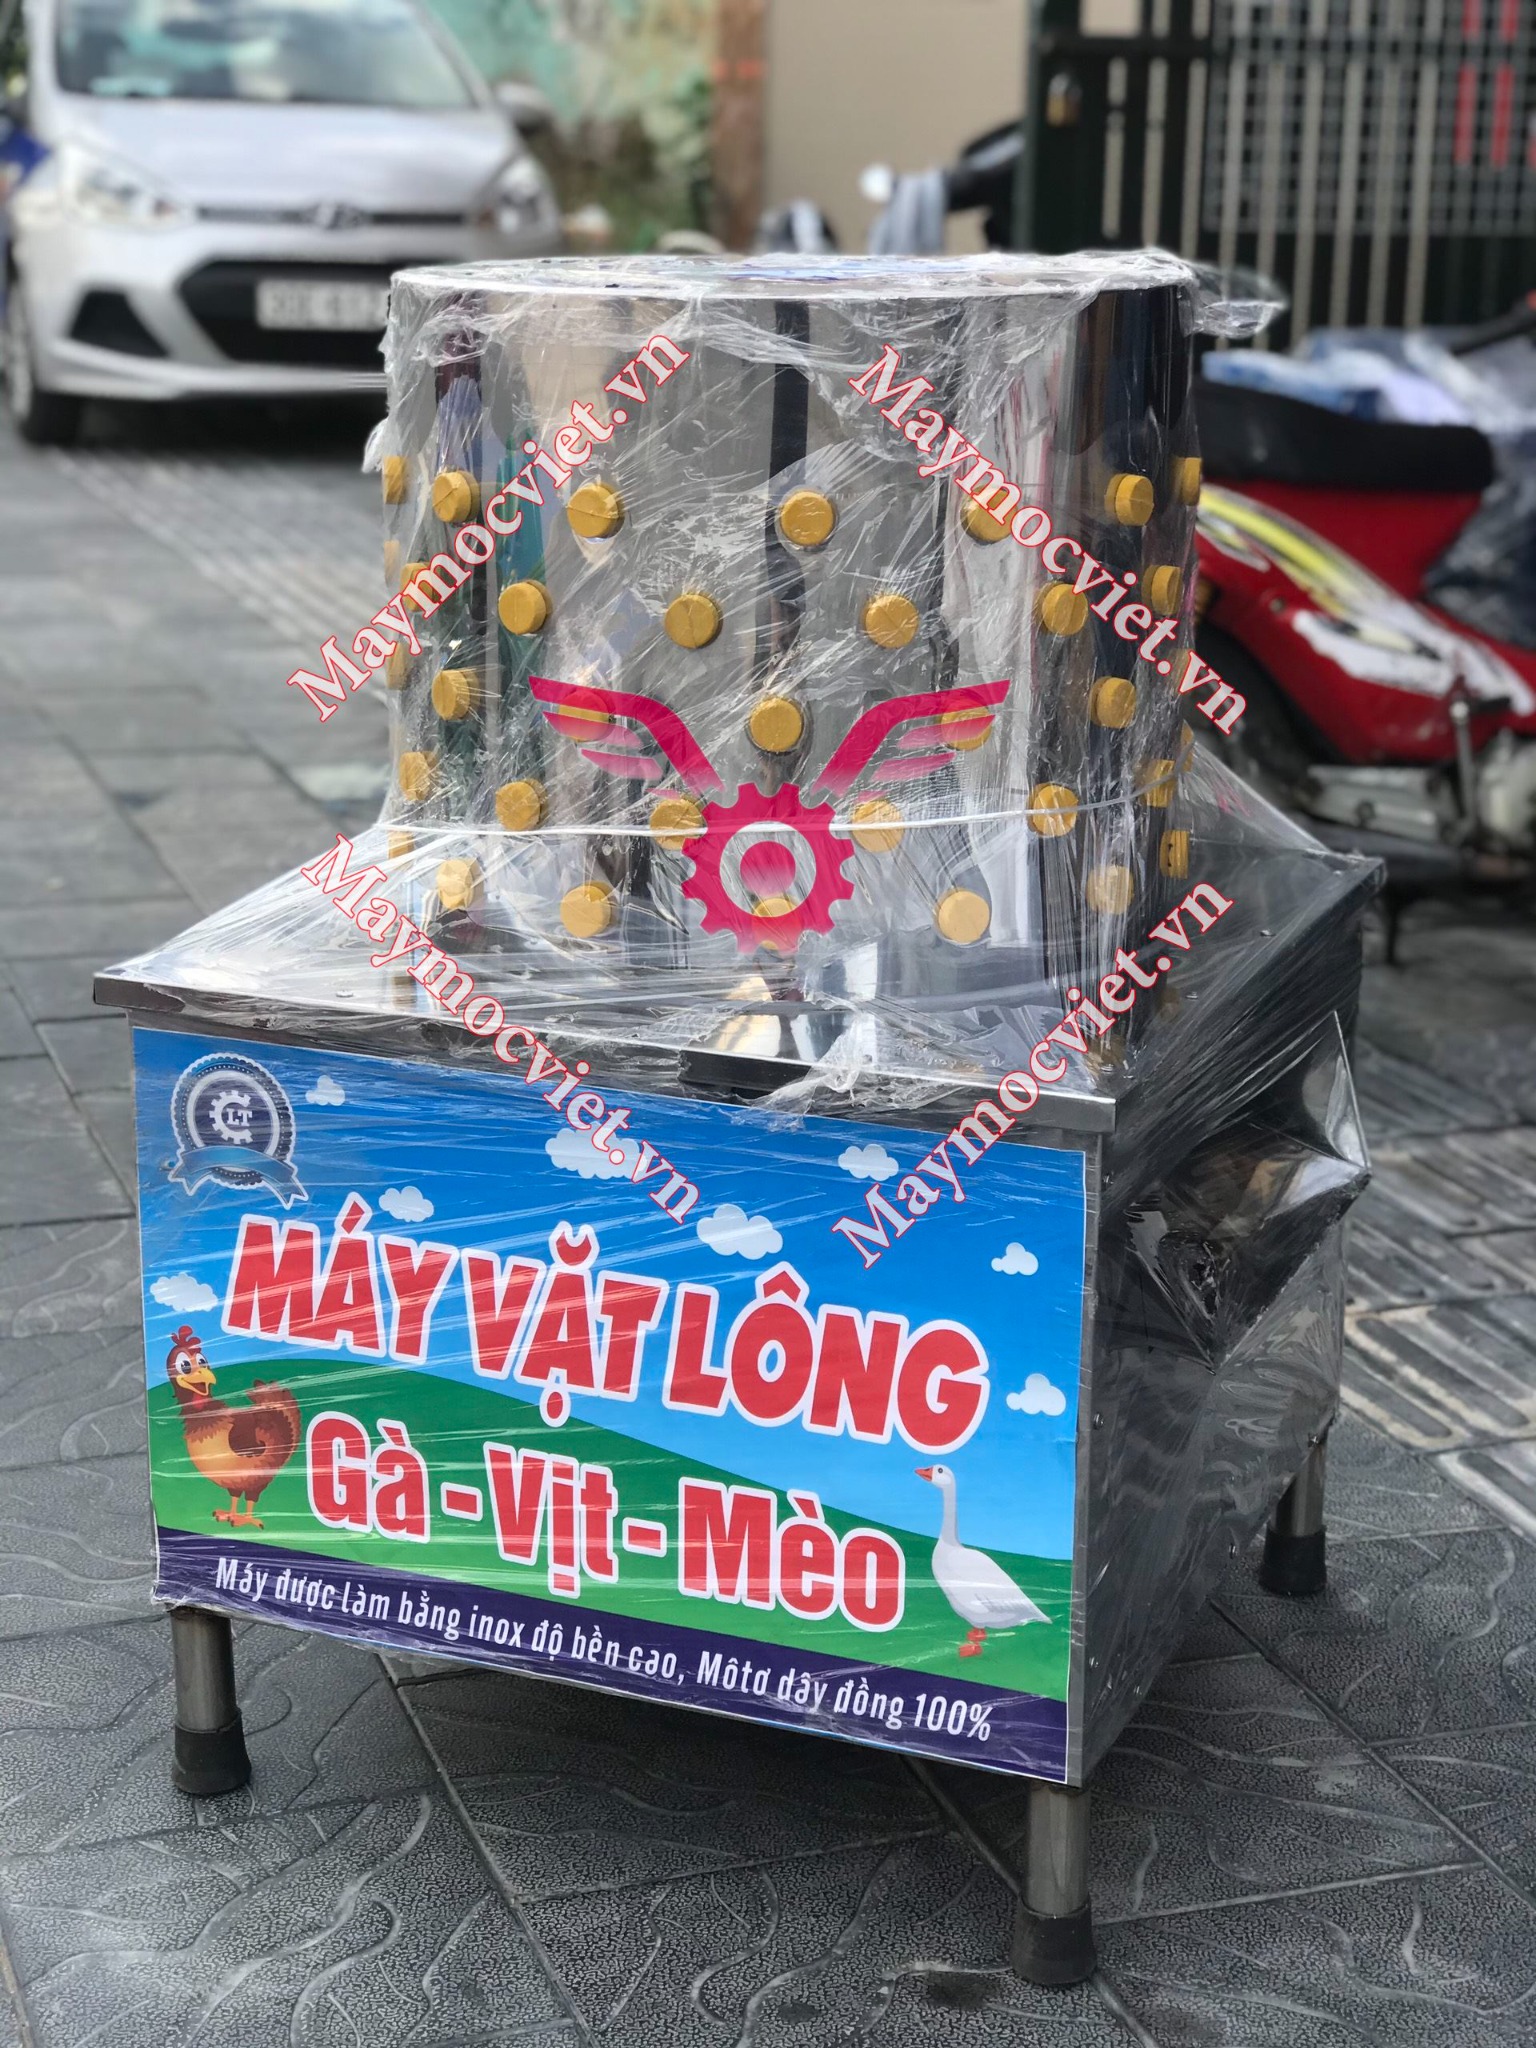 Maymocviet.vn
Maymocviet.vn
Maymocviet.vn
Maymocviet.vn
LT
MÁY VẶT LÔNG
Gà - Vịt - Mèo
Máy được làm bằng inox độ bền cao, Môtơ dây đồng 100%